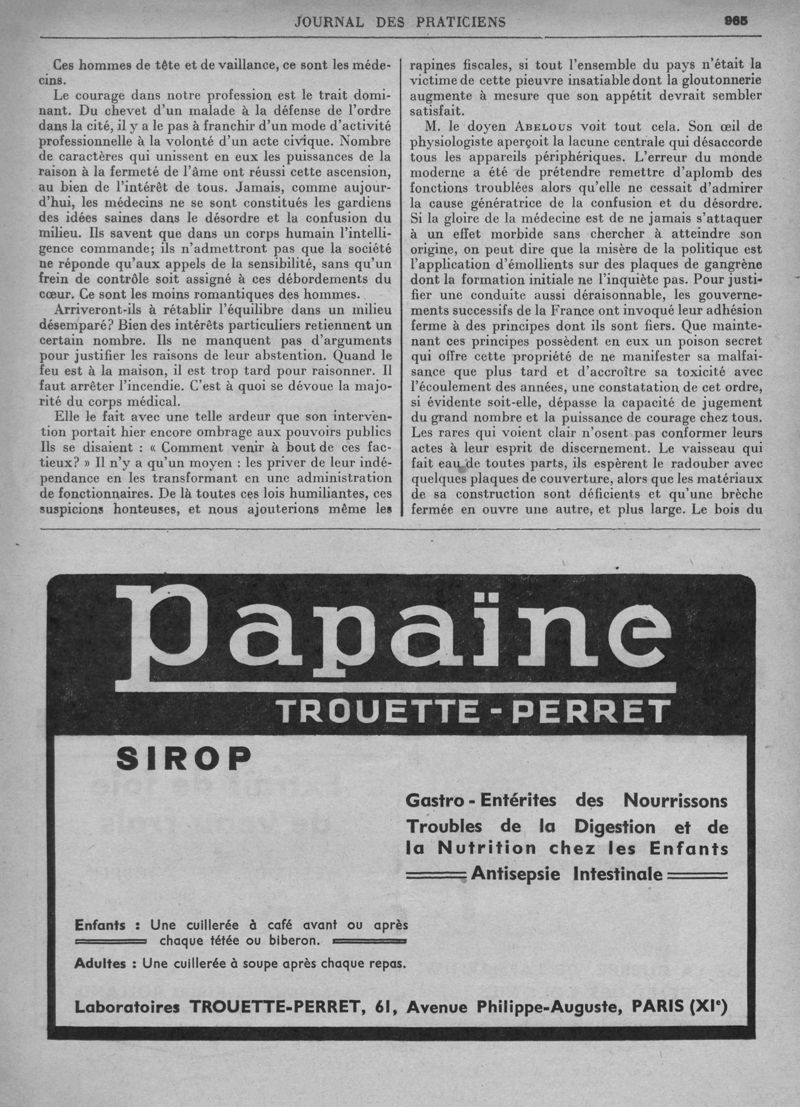 JOURNAL DES PRATICIENS
965
Ces hommes de tête et de vaillance, ce sont les méde-
cins.
Le courage dans notre profession est le trait domi-
nant. Du chevet d'un malade à la défense de l'ordre
dans la cité, il y a le pas à franchir d'un mode d'activité
professionnelle à la volonté d'un acte civique. Nombre
de caractères qui unissent en eux les puissances de la
raison à la fermeté de l'âme ont réussi cette ascension,
au bien de l'intérêt de tous. Jamais, comme aujour-
d'hui, les médecins ne se sont constitués les gardiens
des idées saines dans le désordre et la confusion du
milieu. Ils savent que dans un corps humain l'intelli-
gence commande; ils n'admettront pas que la société
ne réponde qu'aux appels de la sensibilité, sans qu'un
frein de contrôle soit assigné à ces débordements du
cœur. Ce sont les moins romantiques des hommes.
Arriveront-ils à rétablir l'équilibre dans un milieu
désemparé? Bien des intérêts particuliers retiennent un
certain nombre. Ils ne manquent pas d'arguments
pour justifier les raisons de leur abstention. Quand le
feu est à la maison, il est trop tard pour raisonner. Il
faut arrêter l'incendie. C'est à quoi se dévoue la majo-
rité du corps médical.
Elle le fait avec une telle ardeur que son interven-
tion portait hier encore ombrage aux pouvoirs publics
Ils se disaient : « Comment venir à bout de ces fac-
tieux? » Il n'y a qu'un moyen : les priver de leur indé-
pendance en les transformant en une administration
de fonctionnaires. De là toutes ces lois humiliantes, ces
suspicions honteuses, et nous ajouterions même les
rapines fiscales, si tout l'ensemble du pays n'était la
victime de cette pieuvre insatiable dont la gloutonnerie
augmente à mesure que son appétit devrait sembler
satisfait.
M. le doyen ABELOUS voit tout cela. Son œil de
physiologiste aperçoit la lacune centrale qui désaccorde
tous les appareils périphériques. L'erreur du monde
moderne a été de prétendre remettre d'aplomb des
fonctions troublées alors qu'elle ne cessait d'admirer
la cause génératrice de la confusion et du désordre.
Si la gloire de la médecine est de ne jamais s'attaquer
à un effet morbide sans chercher à atteindre son
origine, on peut dire que la misère de la politique est
l'application d'émollients sur des plaques de gangrène
dont la formation initiale ne l'inquiète pas. Pour justi-
fier une conduite aussi déraisonnable, les gouverne-
ments successifs de la France ont invoqué leur adhésion
ferme à des principes dont ils sont fiers. Que mainte-
nant ces principes possèdent en eux un poison secret
qui offre cette propriété de ne manifester sa malfai-
sance que plus tard et d'accroître sa toxicité avec
l'écoulement des années, une constatation de cet ordre,
si évidente soit-elle, dépasse la capacité de jugement
du grand nombre et la puissance de courage chez tous.
Les rares qui voient clair n'osent pas conformer leurs
actes à leur esprit de discernement. Le vaisseau qui
fait eau de toutes parts, ils espèrent le radouber avec
quelques plaques de couverture, alors que les matériaux
de sa construction sont déficients et qu'une brèche
fermée en ouvre une autre, et plus large. Le bois du
Papaïne
TROUETTE-PERRET
SIROP
Gastro-Entérites des Nourrissons
Troubles de la Digestion et de
la Nutrition chez les Enfants
Antisepsie Intestinale
Enfants : Une cuillerée à café avant ou après
chaque tétée ou biberon.
Adultes : Une cuillerée à soupe après chaque repas.
Laboratoires TROUETTE-PERRET, 61, Avenue Philippe-Auguste, PARIS (XIe)